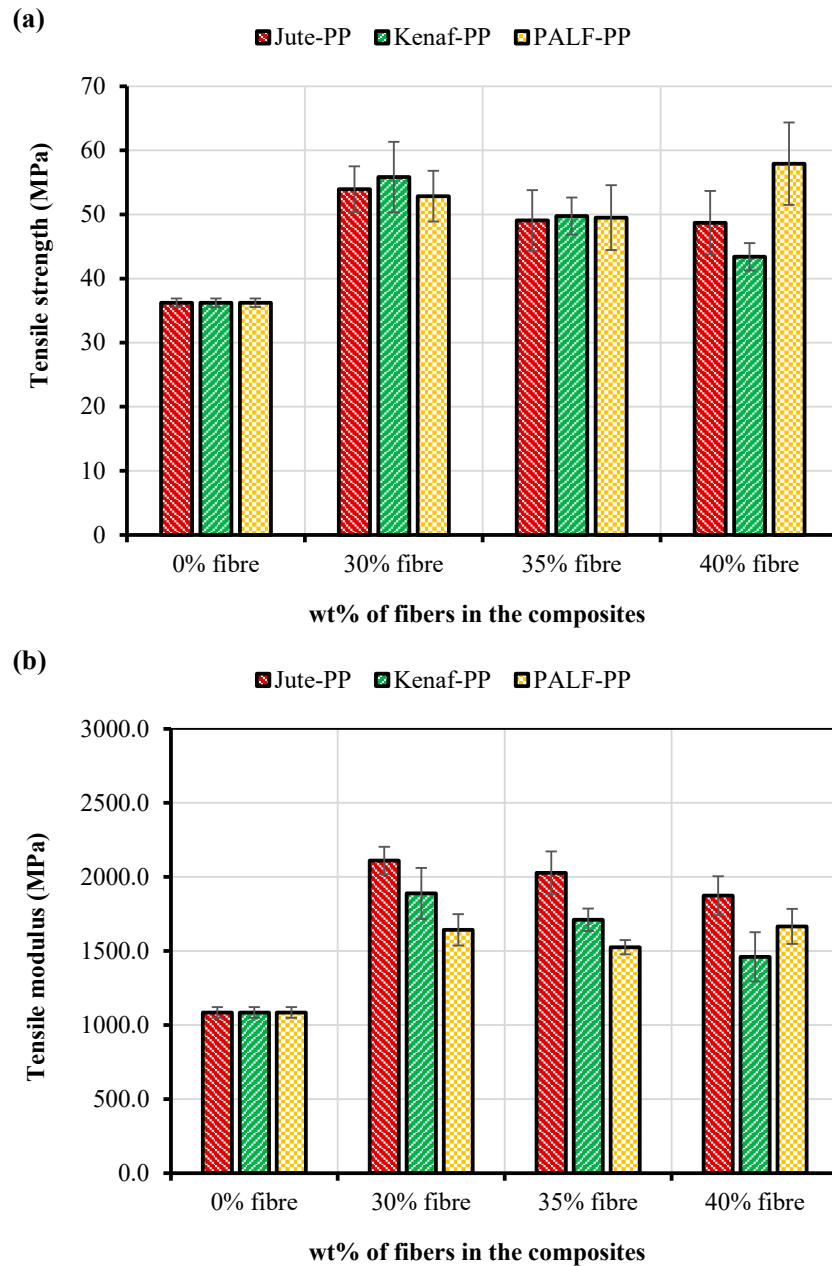 (a)
Jute-PP Kenaf-PP PALF-PP
Tensile strength (MPa)
70
60
50
40
30
20
10
0
0% fibre 30% fibre 35% fibre 40% fibre
wt% of fibers in the composites
(b)
Jute-PP Kenaf-PP PALF-PP
Tensile modulus (MPa)
3000.0
2500.0
2000.0
1500.0
1000.0
500.0
0.0
0% fibre 30% fibre 35% fibre 40% fibre
wt% of fibers in the composites